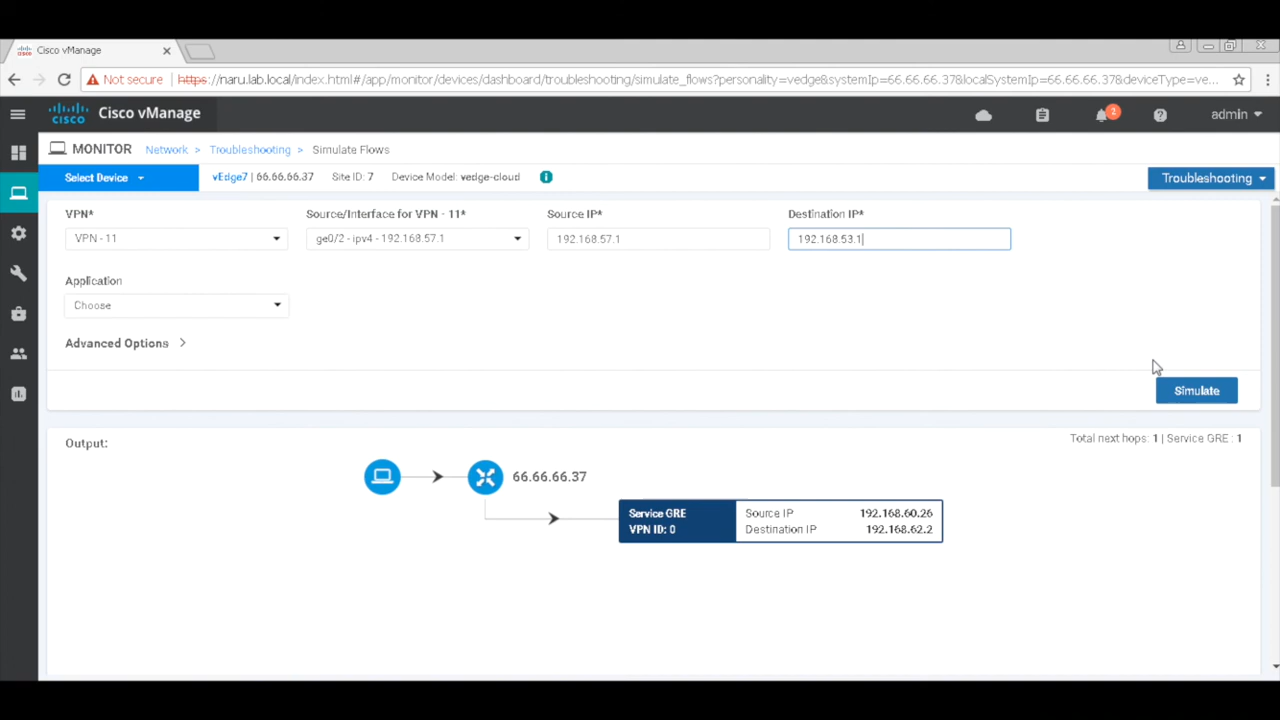 Cisco vManage
Not secure https://naru.lab.local/index.html#/app/monitor/devices/dashboard/troubleshooting/simulate_flows?personality=vedge&systemIp=66.66.66.37&localSystemIp=66.66.66.37&deviceType=ve...
cisco Cisco vManage 2 admin
MONITOR Network > Troubleshooting > Simulate Flows
Select Device vEdge7 | 66.66.66.37 Site ID: 7 Device Model: vedge-cloud Troubleshooting
VPN* Source/Interface for VPN - 11* Source IP* Destination IP*
VPN - 11 ge0/2 - ipv4 - 192.168.57.1 192.168.57.1 192.168.53.1
Application
Choose
Advanced Options >
Simulate
Output: Total next hops: 1 | Service GRE : 1
66.66.66.37
Service GRE Source IP 192.168.60.26
VPN ID: 0 Destination IP 192.168.62.2